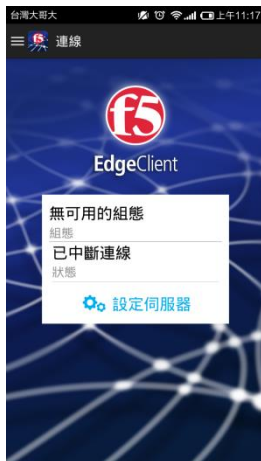 台灣大哥大 上午11:17
連線
f5
EdgeClient
無可用的組態
組態
已中斷連線
狀態
設定伺服器